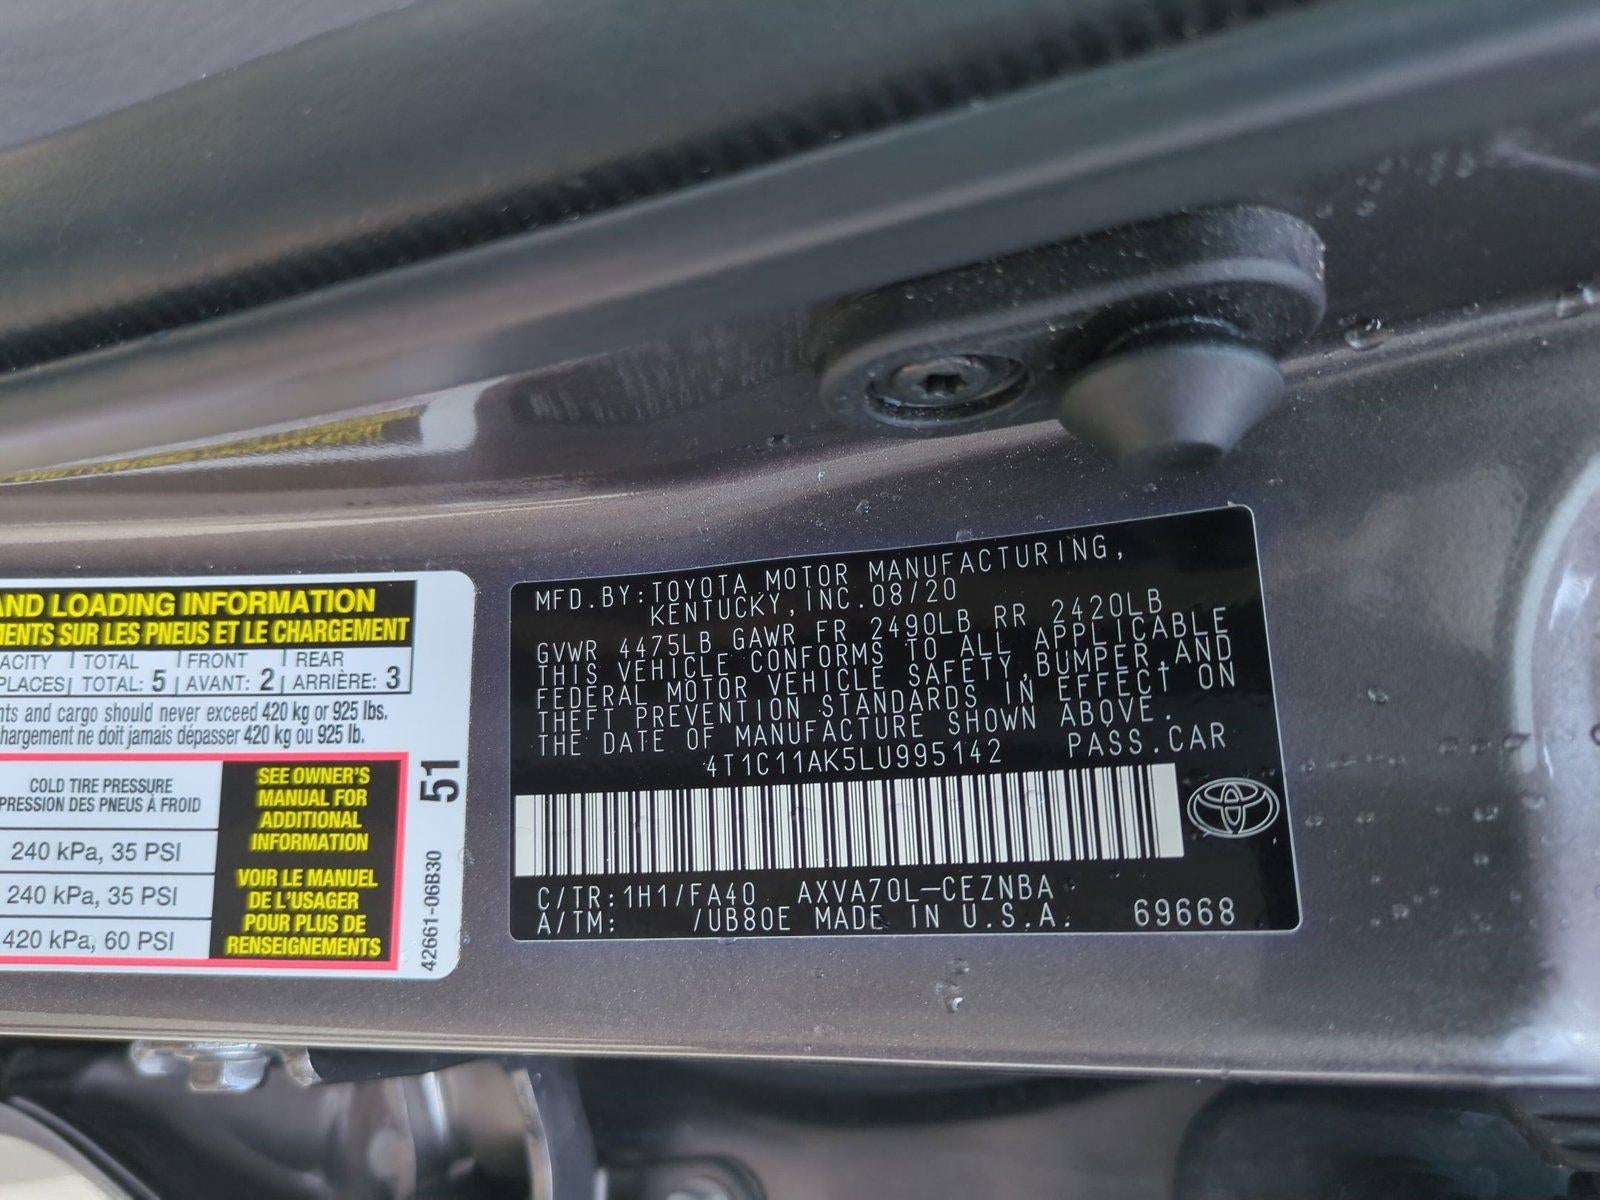 AND LOADING INFORMATION
MENTS SUR LES PNEUS ET LE CHARGEMENT
ACITY | TOTAL | FRONT | REAR
PLACES | TOTAL: 5 | AVANT: 2 | ARRIÈRE: 3
nts and cargo should never exceed 420 kg or 925 lbs.
hargement ne doit jamais dépasser 420 kg ou 925 lb.
COLD TIRE PRESSURE
PRESSION DES PNEUS À FROID
240 kPa, 35 PSI
240 kPa, 35 PSI
420 kPa, 60 PSI
SEE OWNER'S
MANUAL FOR
ADDITIONAL
INFORMATION
VOIR LE MANUEL
DE L'USAGER
POUR PLUS DE
RENSEIGNEMENTS
51
42661-06B30
MFD.BY:TOYOTA MOTOR MANUFACTURING,
KENTUCKY,INC.08/20
GVWR 4475LB GAWR FR 2490LB RR 2420LB
THIS VEHICLE CONFORMS TO ALL APPLICABLE
FEDERAL MOTOR VEHICLE SAFETY,BUMPER,AND
THEFT PREVENTION STANDARDS IN EFFECT ON
THE DATE OF MANUFACTURE SHOWN ABOVE.
4T1C11AK5LU995142 PASS.CAR
C/TR:1H1/FA40 AXVA70L-CEZNBA
A/TM: /UB80E MADE IN U.S.A. 69668